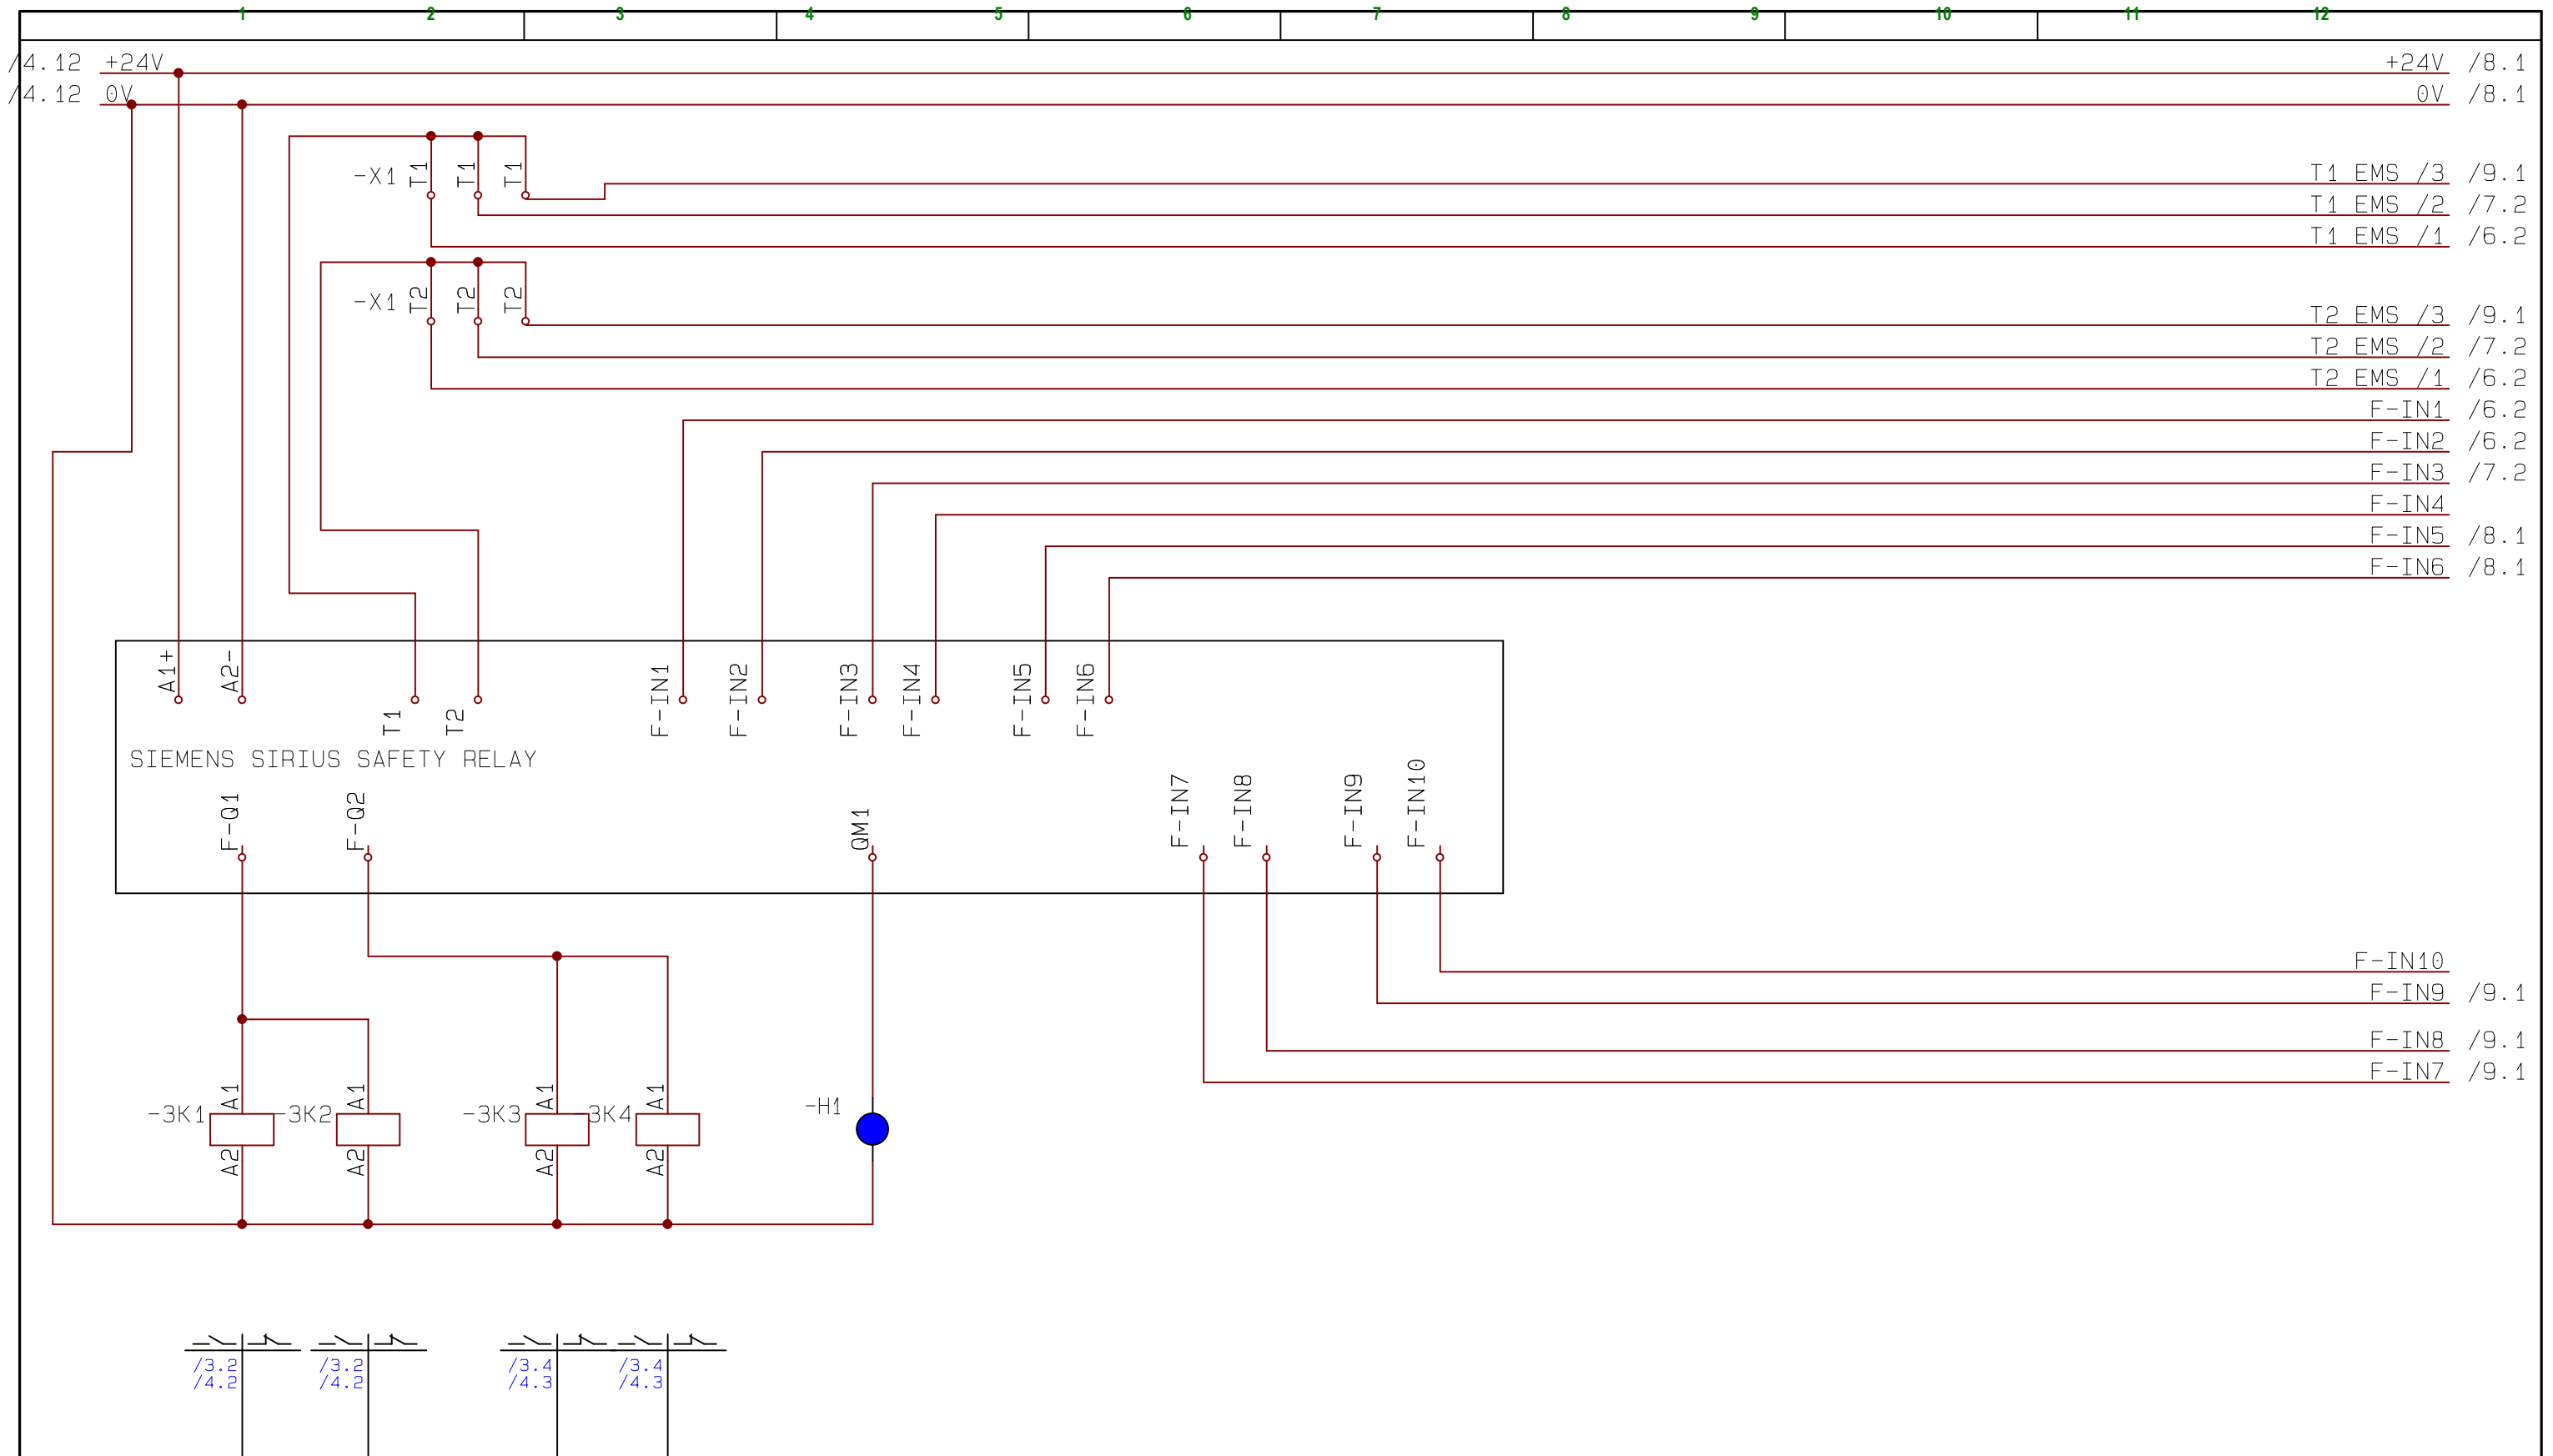 1 2 3 4 5 6 7 8 9 10 11 12
/4.12 +24V +24V /8.1
/4.12 0V 0V /8.1
-X1 T1 T1 T1
T1 EMS /3 /9.1
T1 EMS /2 /7.2
T1 EMS /1 /6.2
-X1 T2 T2 T2
T2 EMS /3 /9.1
T2 EMS /2 /7.2
T2 EMS /1 /6.2
F-IN1 /6.2
F-IN2 /6.2
F-IN3 /7.2
F-IN4
F-IN5 /8.1
F-IN6 /8.1
A1+ A2- T1 T2 F-IN1 F-IN2 F-IN3 F-IN4 F-IN5 F-IN6
SIEMENS SIRIUS SAFETY RELAY
F-Q1 F-Q2 QM1 F-IN7 F-IN8 F-IN9 F-IN10
F-IN10
F-IN9 /9.1
F-IN8 /9.1
F-IN7 /9.1
A1 A1 A1 A1
-3K1 -3K2 -3K3 3K4 -H1
A2 A2 A2 A2
/3.2 /3.2 /3.4 /3.4
/4.2 /4.2 /4.3 /4.3